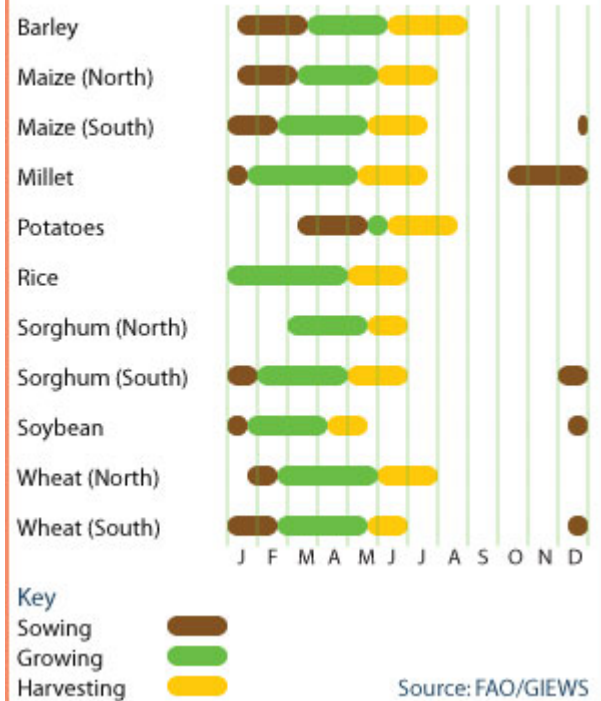 Barley
Maize (North)
Maize (South)
Millet
Potatoes
Rice
Sorghum (North)
Sorghum (South)
Soybean
Wheat (North)
Wheat (South)
J F M A M J J A S O N D
Key
Sowing
Growing
Harvesting Source: FAO/GIEWS